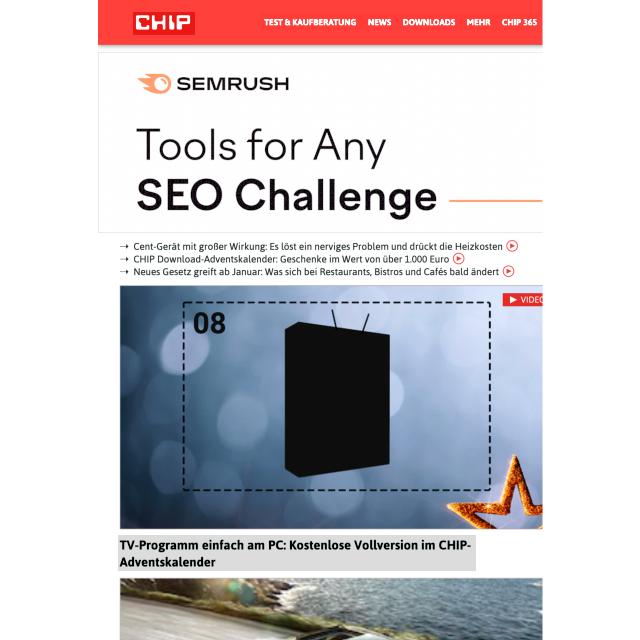 CHIP
TEST & KAUFBERATUNG NEWS DOWNLOADS MEHR CHIP 365
SEMRUSH
Tools for Any
SEO Challenge
→ Cent-Gerät mit großer Wirkung: Es löst ein nerviges Problem und drückt die Heizkosten
→ CHIP Download-Adventskalender: Geschenke im Wert von über 1.000 Euro
→ Neues Gesetz greift ab Januar: Was sich bei Restaurants, Bistros und Cafés bald ändert
VIDEO
08
TV-Programm einfach am PC: Kostenlose Vollversion im CHIP-
Adventskalender